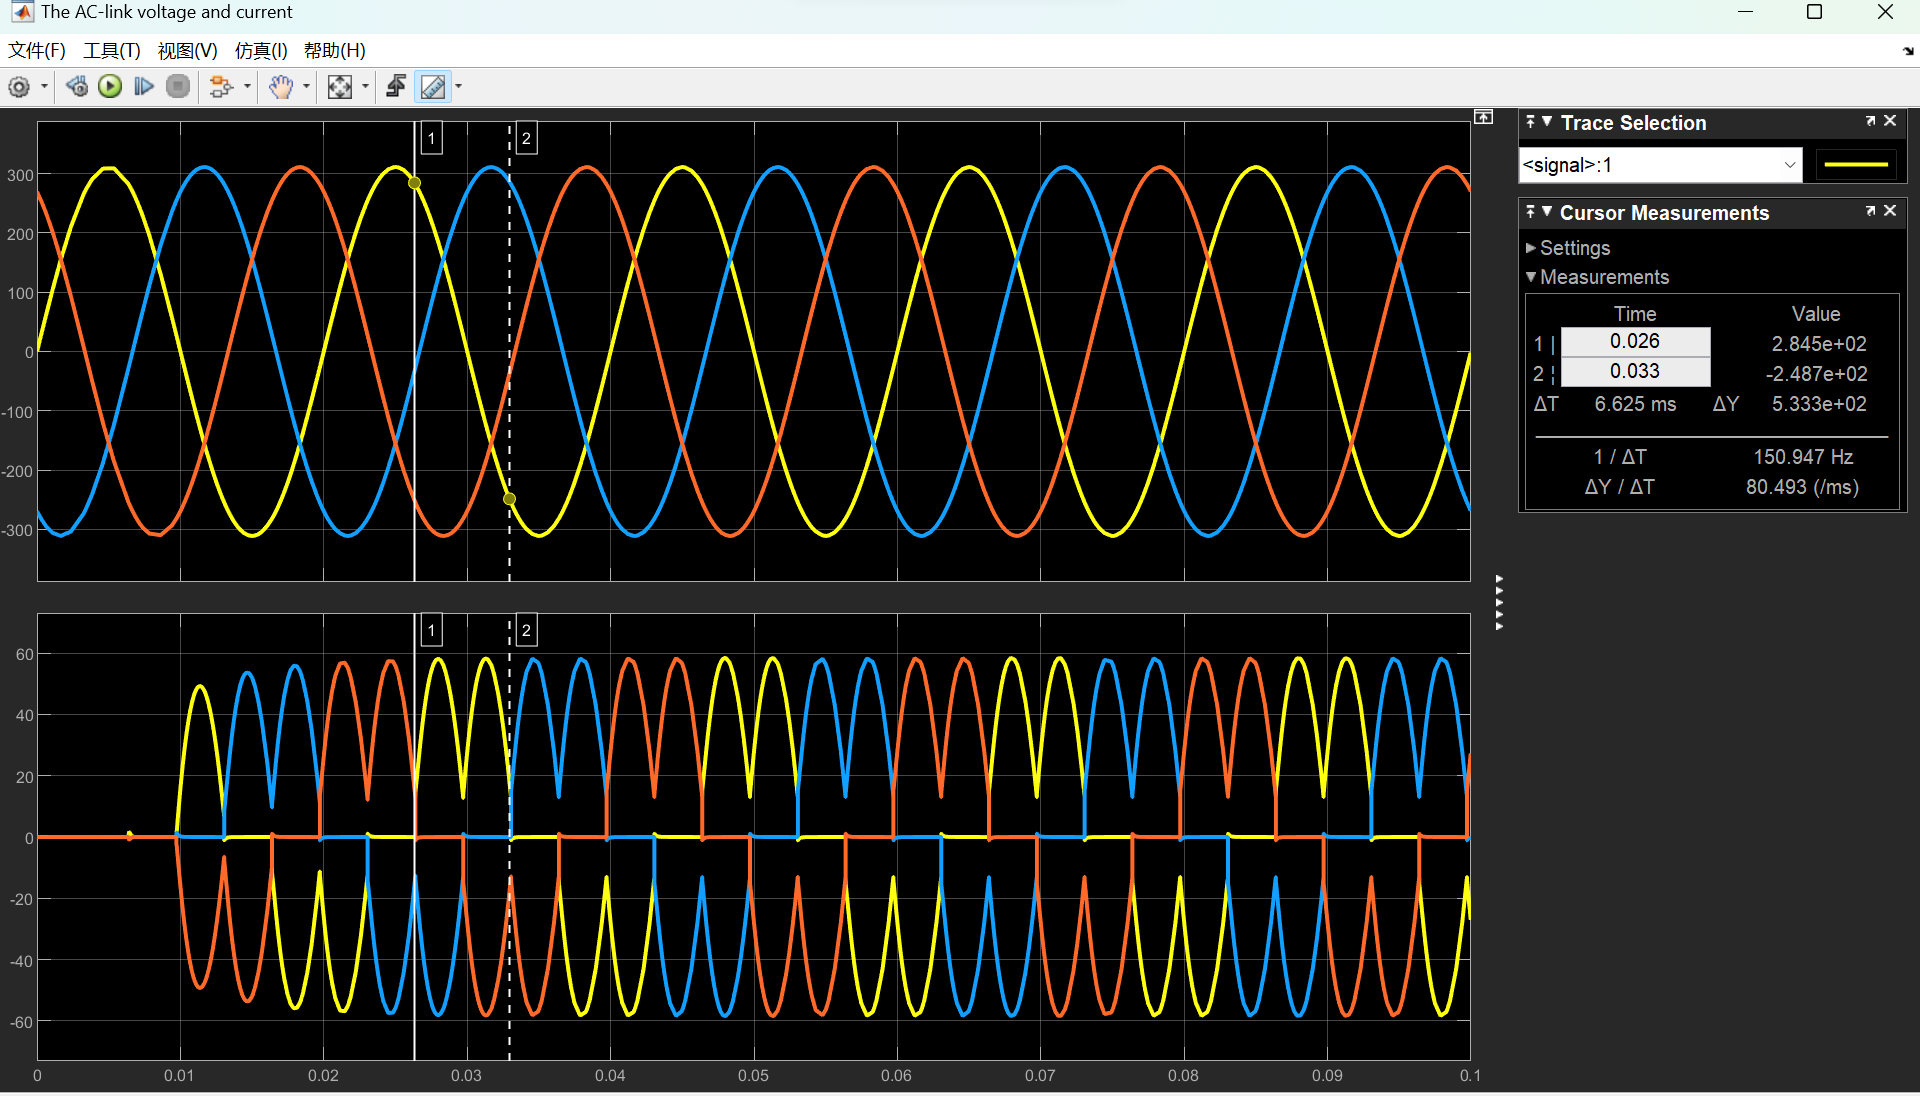 The AC-link voltage and current
文件(F) 工具(T) 视图(V) 仿真(I) 帮助(H)
1 2
300
200
100
0
-100
-200
-300
1 2
60
40
20
0
-20
-40
-60
0 0.01 0.02 0.03 0.04 0.05 0.06 0.07 0.08 0.09 0.1
Trace Selection
<signal>:1
Cursor Measurements
Settings
Measurements
Time Value
1 | 0.026 2.845e+02
2 ¦ 0.033 -2.487e+02
ΔT 6.625 ms ΔY 5.333e+02
1 / ΔT 150.947 Hz
ΔY / ΔT 80.493 (/ms)